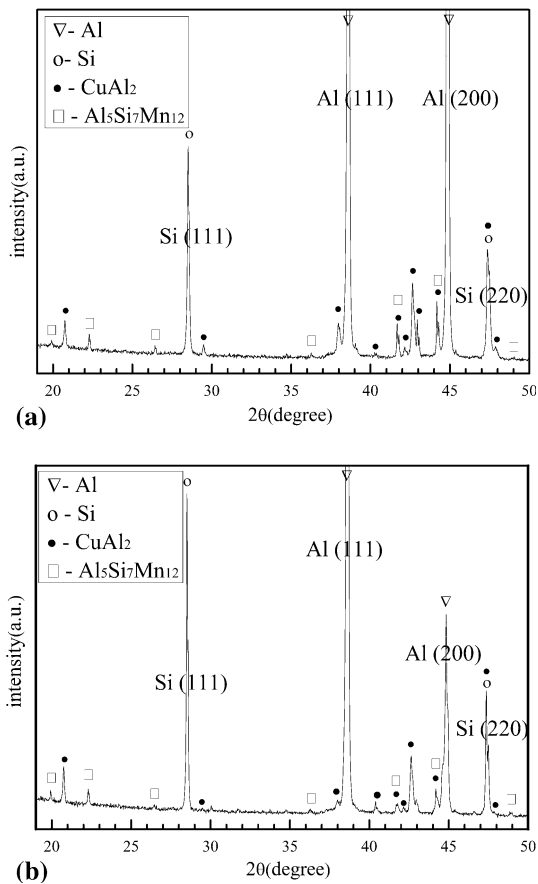 ∇- Al
o- Si
● - CuAl₂
□ - Al₅Si₇Mn₁₂
Al (111)
Al (200)
Si (111)
Si (220)
intensity(a.u.)
20 25 30 35 40 45 50
2θ(degree)
(a)
∇- Al
o - Si
● - CuAl₂
□ - Al₅Si₇Mn₁₂
Al (111)
Al (200)
Si (111)
Si (220)
intensity(a.u.)
20 25 30 35 40 45 50
2θ(degree)
(b)